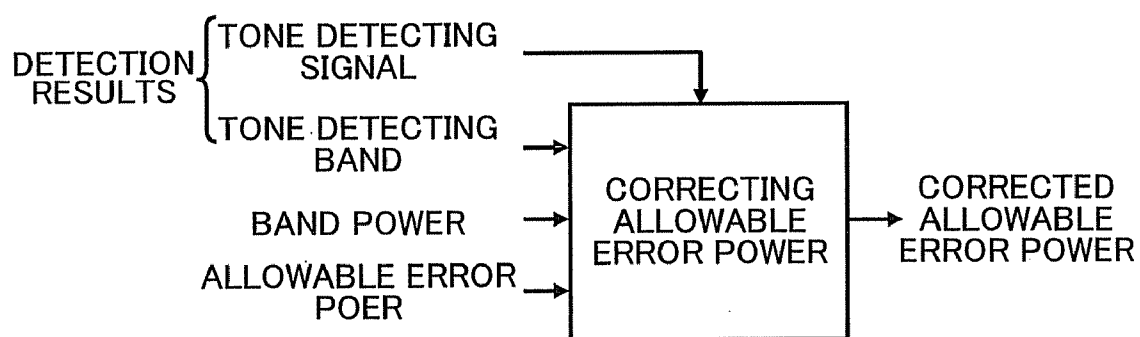 DETECTION
RESULTS
TONE DETECTING
SIGNAL
TONE DETECTING
BAND
BAND POWER
ALLOWABLE ERROR
POER
CORRECTING
ALLOWABLE
ERROR POWER
CORRECTED
ALLOWABLE
ERROR POWER